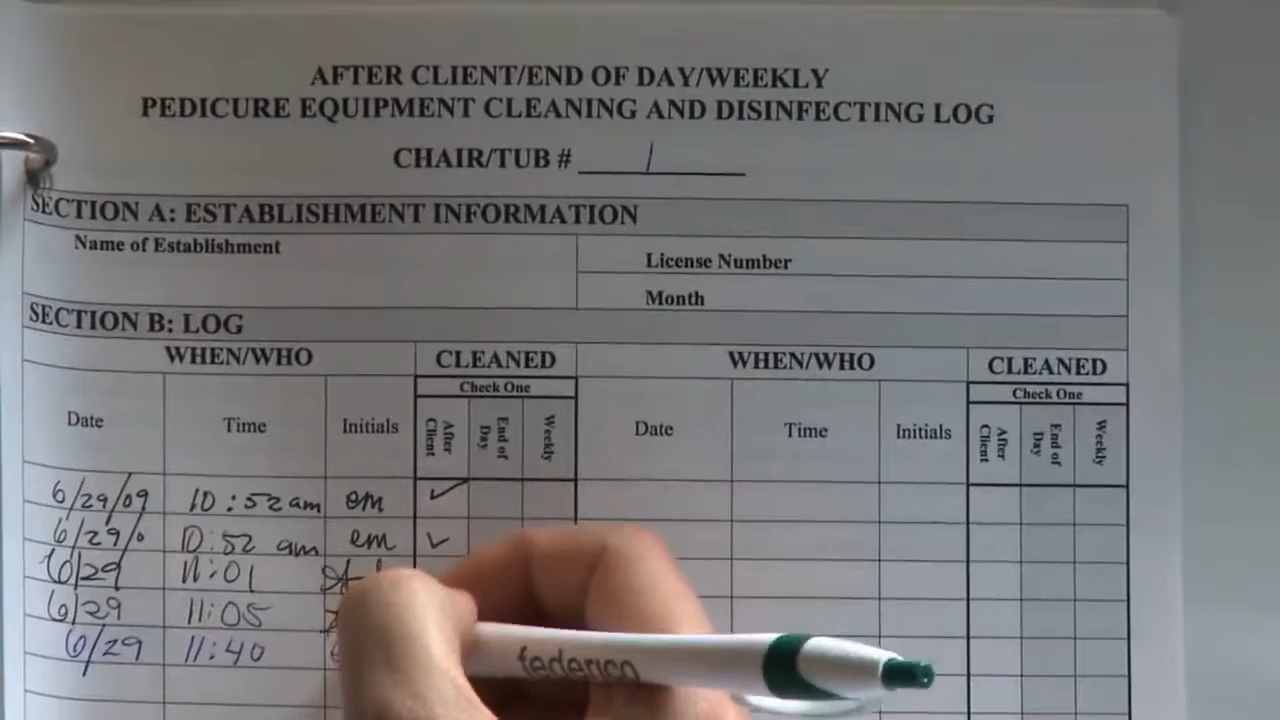 AFTER CLIENT/END OF DAY/WEEKLY
PEDICURE EQUIPMENT CLEANING AND DISINFECTING LOG
CHAIR/TUB # 1
SECTION A: ESTABLISHMENT INFORMATION
Name of Establishment
License Number
Month
SECTION B: LOG
WHEN/WHO CLEANED WHEN/WHO CLEANED
Check One Check One
Date Time Initials After Client End of Day Weekly Date Time Initials After Client End of Day Weekly
6/29/09 10:52 am em ✓
6/29/0 10:52 am em ✓
6/29 11:01
6/29 11:05
6/29 11:40
federico